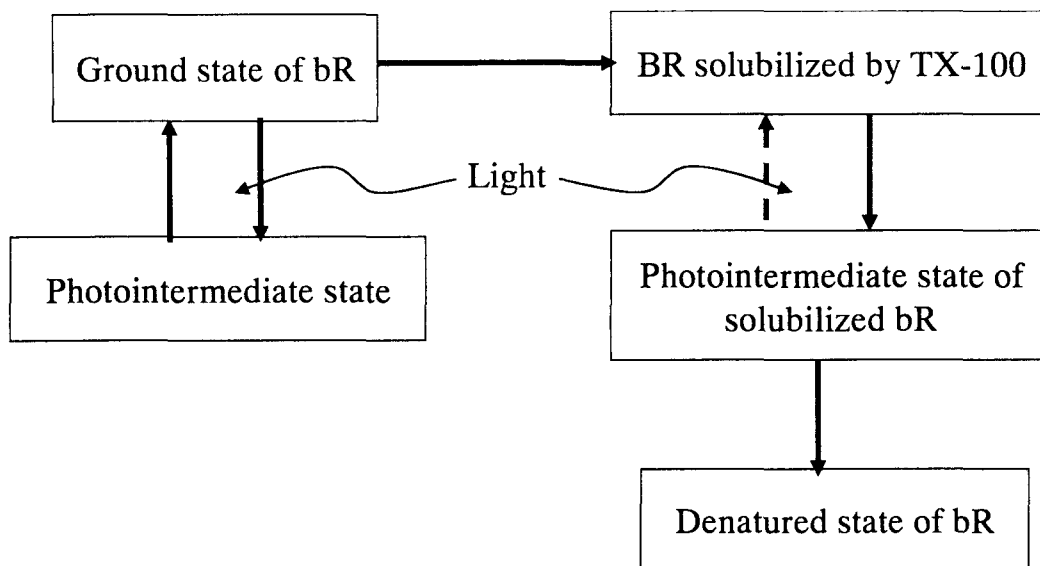 Ground state of bR
BR solubilized by TX-100
Light
Photointermediate state
Photointermediate state of
solubilized bR
Denatured state of bR